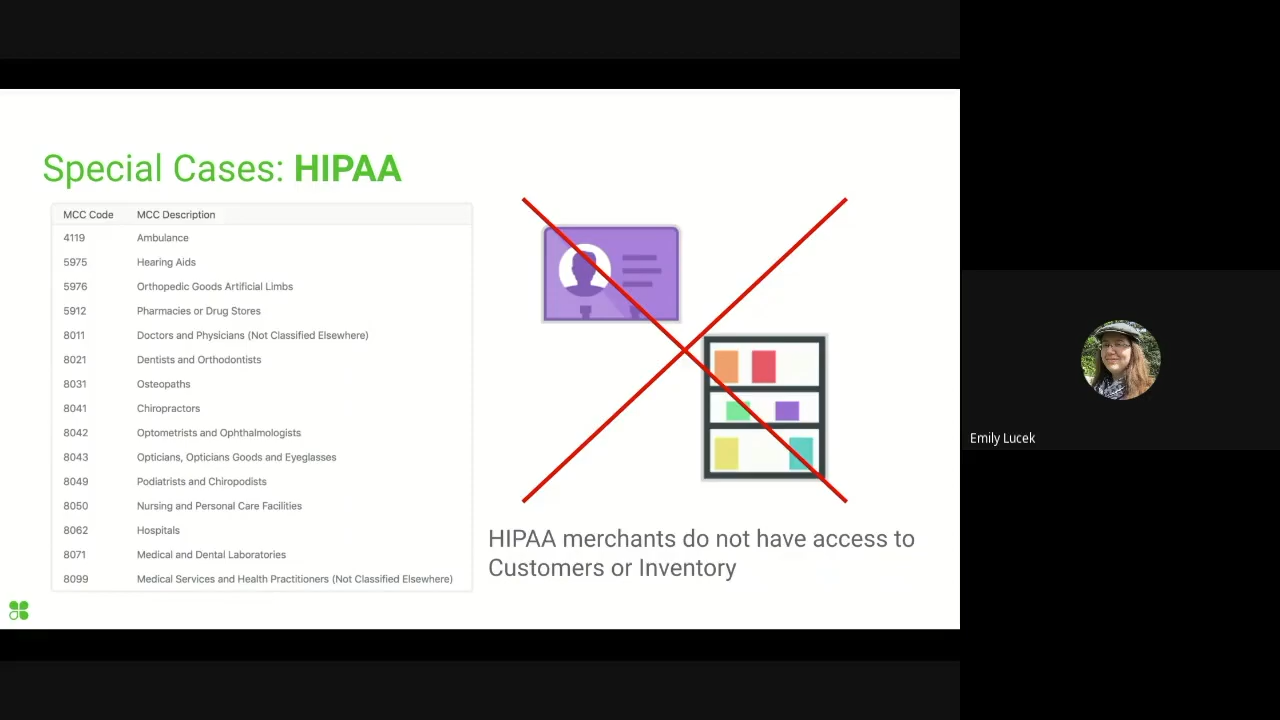 Special Cases: HIPAA
MCC Code MCC Description
4119 Ambulance
5975 Hearing Aids
5976 Orthopedic Goods Artificial Limbs
5912 Pharmacies or Drug Stores
8011 Doctors and Physicians (Not Classified Elsewhere)
8021 Dentists and Orthodontists
8031 Osteopaths
8041 Chiropractors
8042 Optometrists and Ophthalmologists
8043 Opticians, Opticians Goods and Eyeglasses
8049 Podiatrists and Chiropodists
8050 Nursing and Personal Care Facilities
8062 Hospitals
8071 Medical and Dental Laboratories
8099 Medical Services and Health Practitioners (Not Classified Elsewhere)
HIPAA merchants do not have access to
Customers or Inventory
Emily Lucek